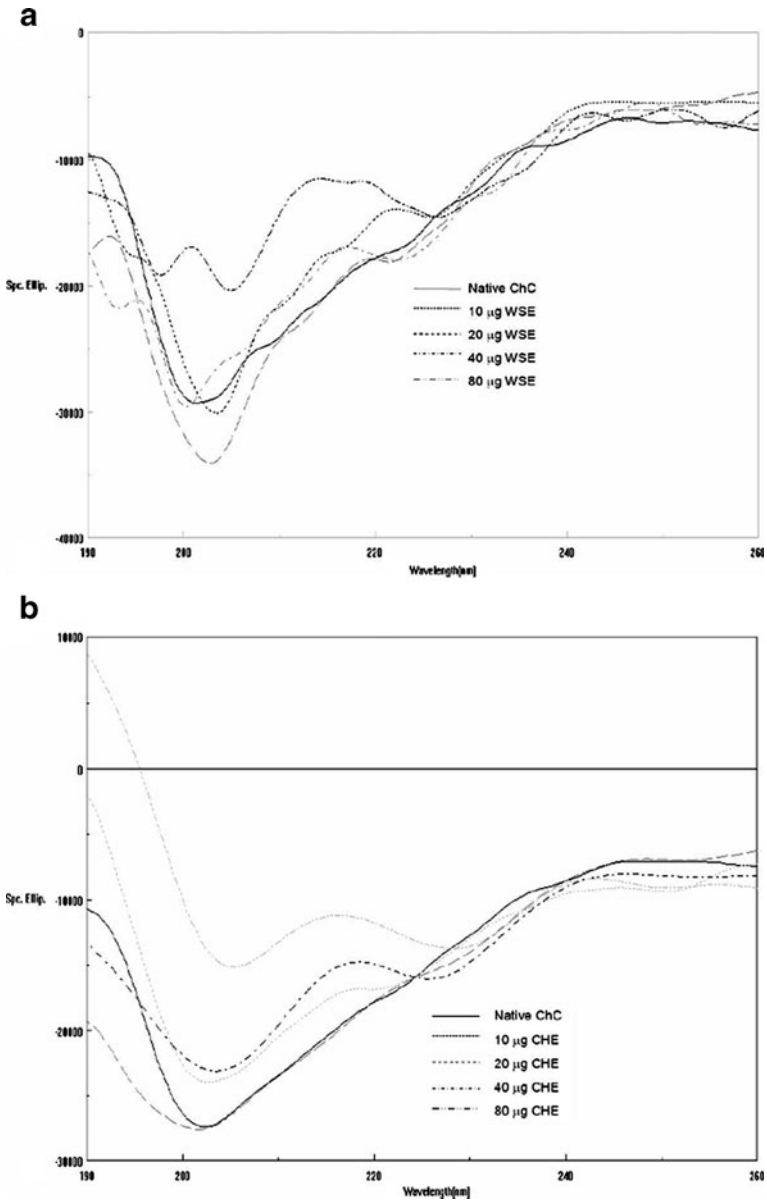 a
0
-10000
Spc. Ellip.
-20000
-30000
-40000
Native ChC
10 µg WSE
20 µg WSE
40 µg WSE
80 µg WSE
190
200
220
240
260
Wavelength[nm]
b
10000
0
-10000
Spc. Ellip.
-20000
-30000
Native ChC
10 µg CHE
20 µg CHE
40 µg CHE
80 µg CHE
190
200
220
240
260
Wavelength[nm]